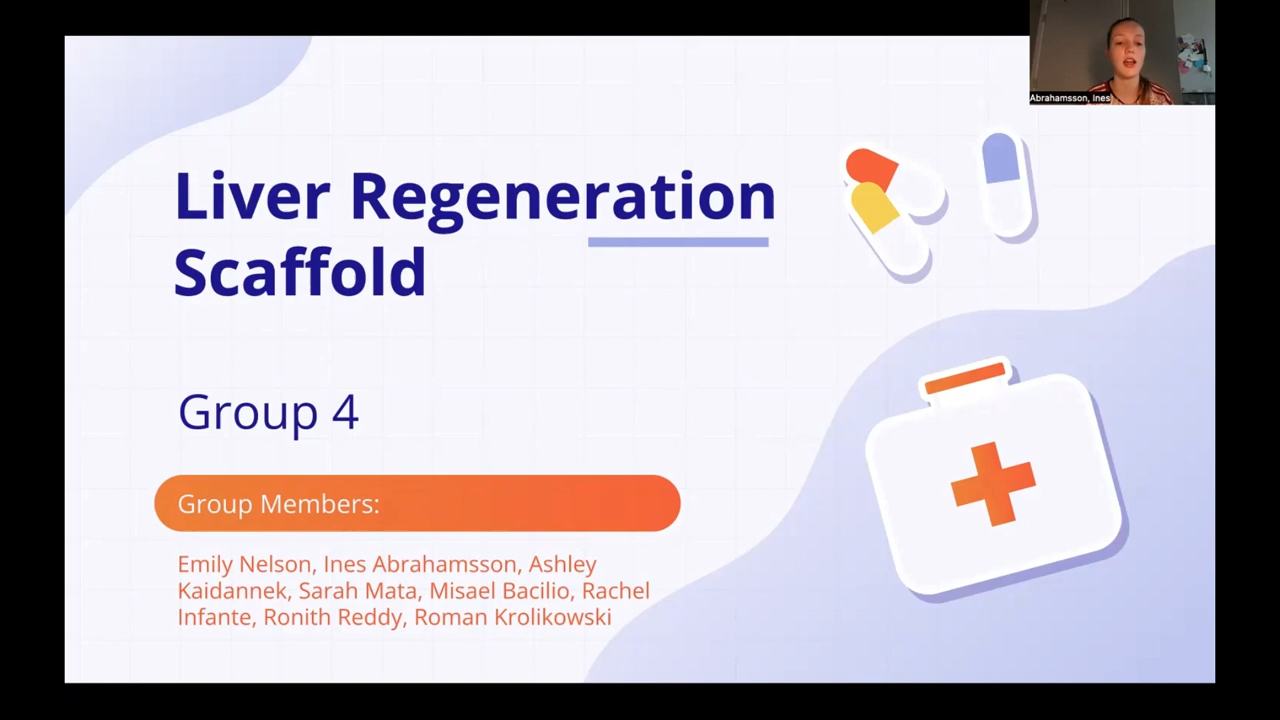 Abrahamsson, Ines
Liver Regeneration
Scaffold
Group 4
Group Members:
Emily Nelson, Ines Abrahamsson, Ashley
Kaidannek, Sarah Mata, Misael Bacilio, Rachel
Infante, Ronith Reddy, Roman Krolikowski